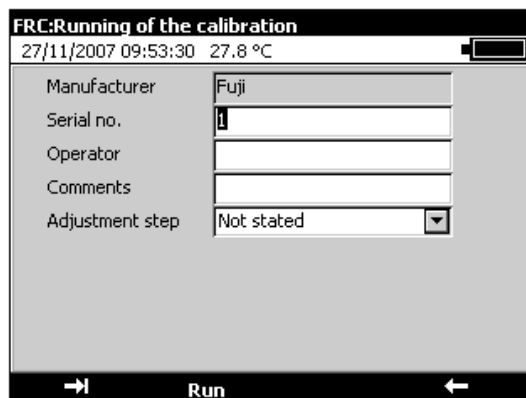 FRC:Running of the calibration
27/11/2007 09:53:30 27.8 °C
Manufacturer Fuji
Serial no. 1
Operator
Comments
Adjustment step Not stated
Run